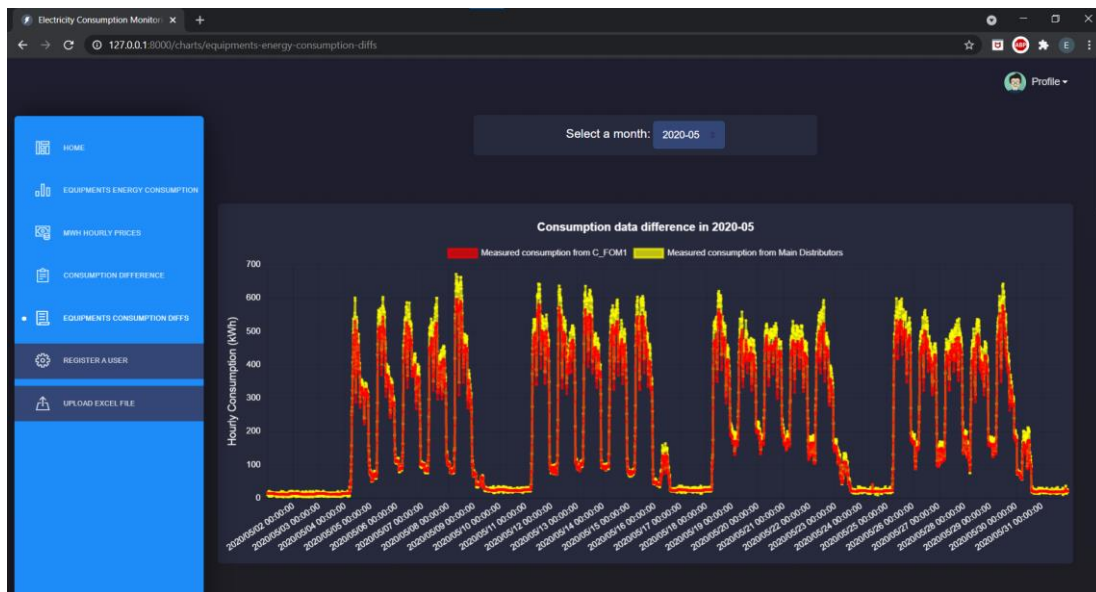 Electricity Consumption Monitori
127.0.0.1:8000/charts/equipments-energy-consumption-diffs
ABP
E
Profile
Select a month: 2020-05
HOME
EQUIPMENTS ENERGY CONSUMPTION
MWH HOURLY PRICES
CONSUMPTION DIFFERENCE
EQUIPMENTS CONSUMPTION DIFFS
REGISTER A USER
UPLOAD EXCEL FILE
Consumption data difference in 2020-05
Measured consumption from C_FOM1 Measured consumption from Main Distributors
Hourly Consumption (kWh)
700
600
500
400
300
200
100
0
2020/05/02 00:00:00
2020/05/03 00:00:00
2020/05/04 00:00:00
2020/05/05 00:00:00
2020/05/06 00:00:00
2020/05/07 00:00:00
2020/05/08 00:00:00
2020/05/09 00:00:00
2020/05/10 00:00:00
2020/05/11 00:00:00
2020/05/12 00:00:00
2020/05/13 00:00:00
2020/05/14 00:00:00
2020/05/15 00:00:00
2020/05/16 00:00:00
2020/05/17 00:00:00
2020/05/18 00:00:00
2020/05/19 00:00:00
2020/05/20 00:00:00
2020/05/21 00:00:00
2020/05/22 00:00:00
2020/05/23 00:00:00
2020/05/24 00:00:00
2020/05/25 00:00:00
2020/05/26 00:00:00
2020/05/27 00:00:00
2020/05/28 00:00:00
2020/05/29 00:00:00
2020/05/30 00:00:00
2020/05/31 00:00:00